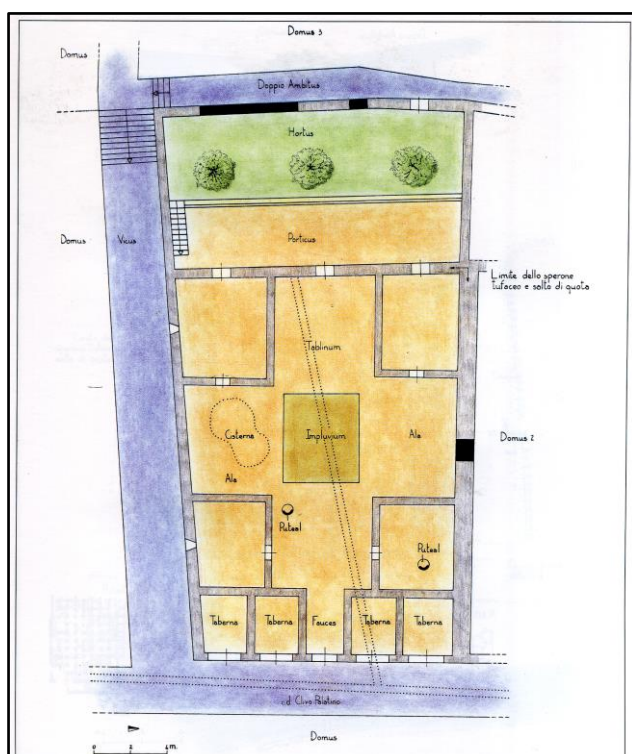 Domus 3
Domus
Doppio Ambitus
Hortus
Domus
Vicus
Porticus
Limite dello sperone
tufaceo e salto di quota
Tablinum
Cisterna
Impluvium
Ala
Domus 2
Ala
Puteal
Puteal
Taberna
Taberna
Fauces
Taberna
Taberna
c.d. Clivo Palatino
Domus
0
4 m.